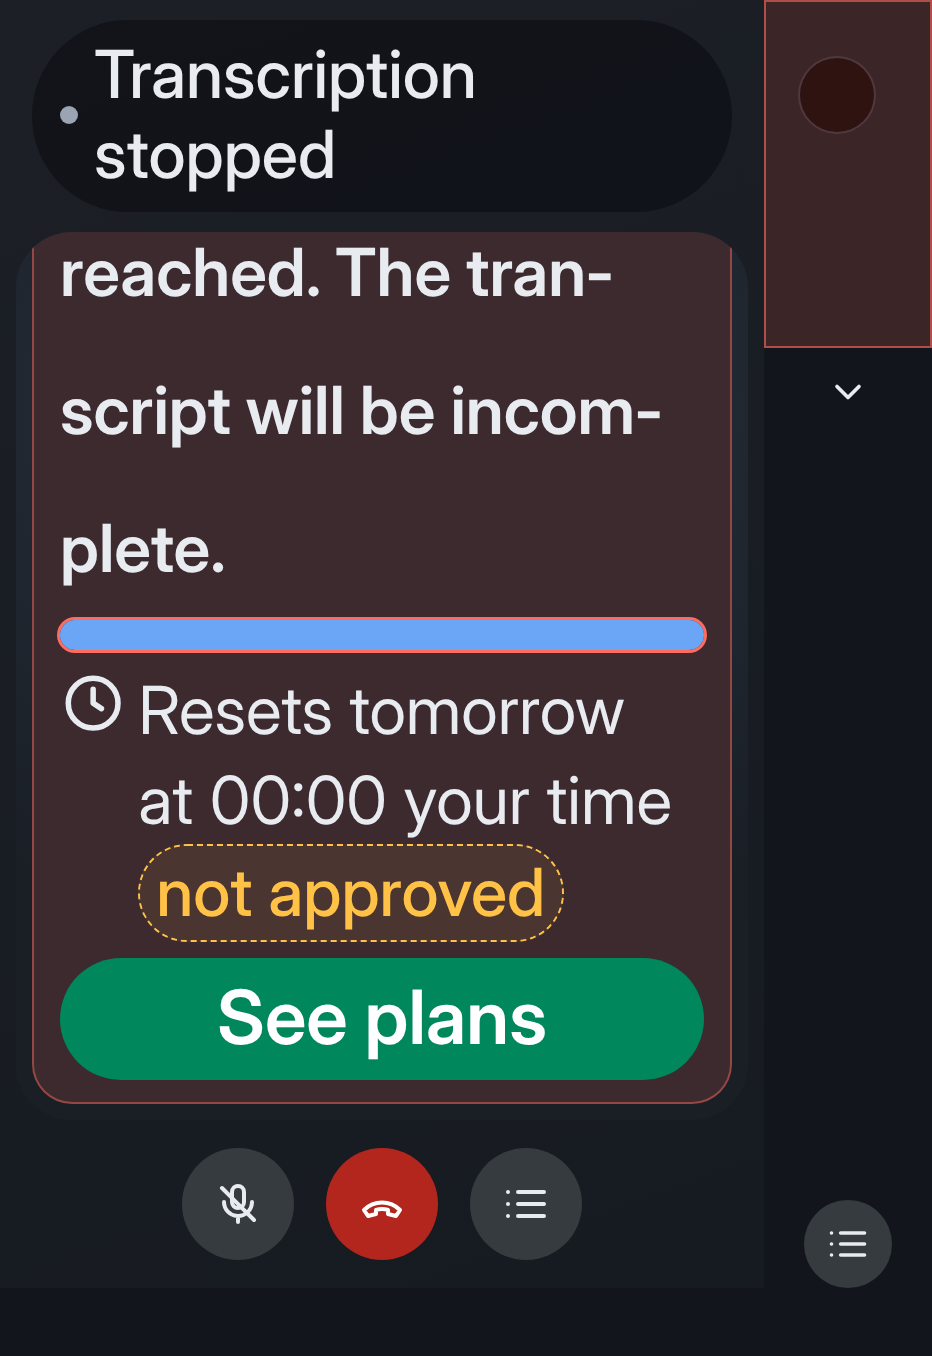 Transcription
stopped
reached. The tran-
script will be incom-
plete.
Resets tomorrow
at 00:00 your time
not approved
See plans